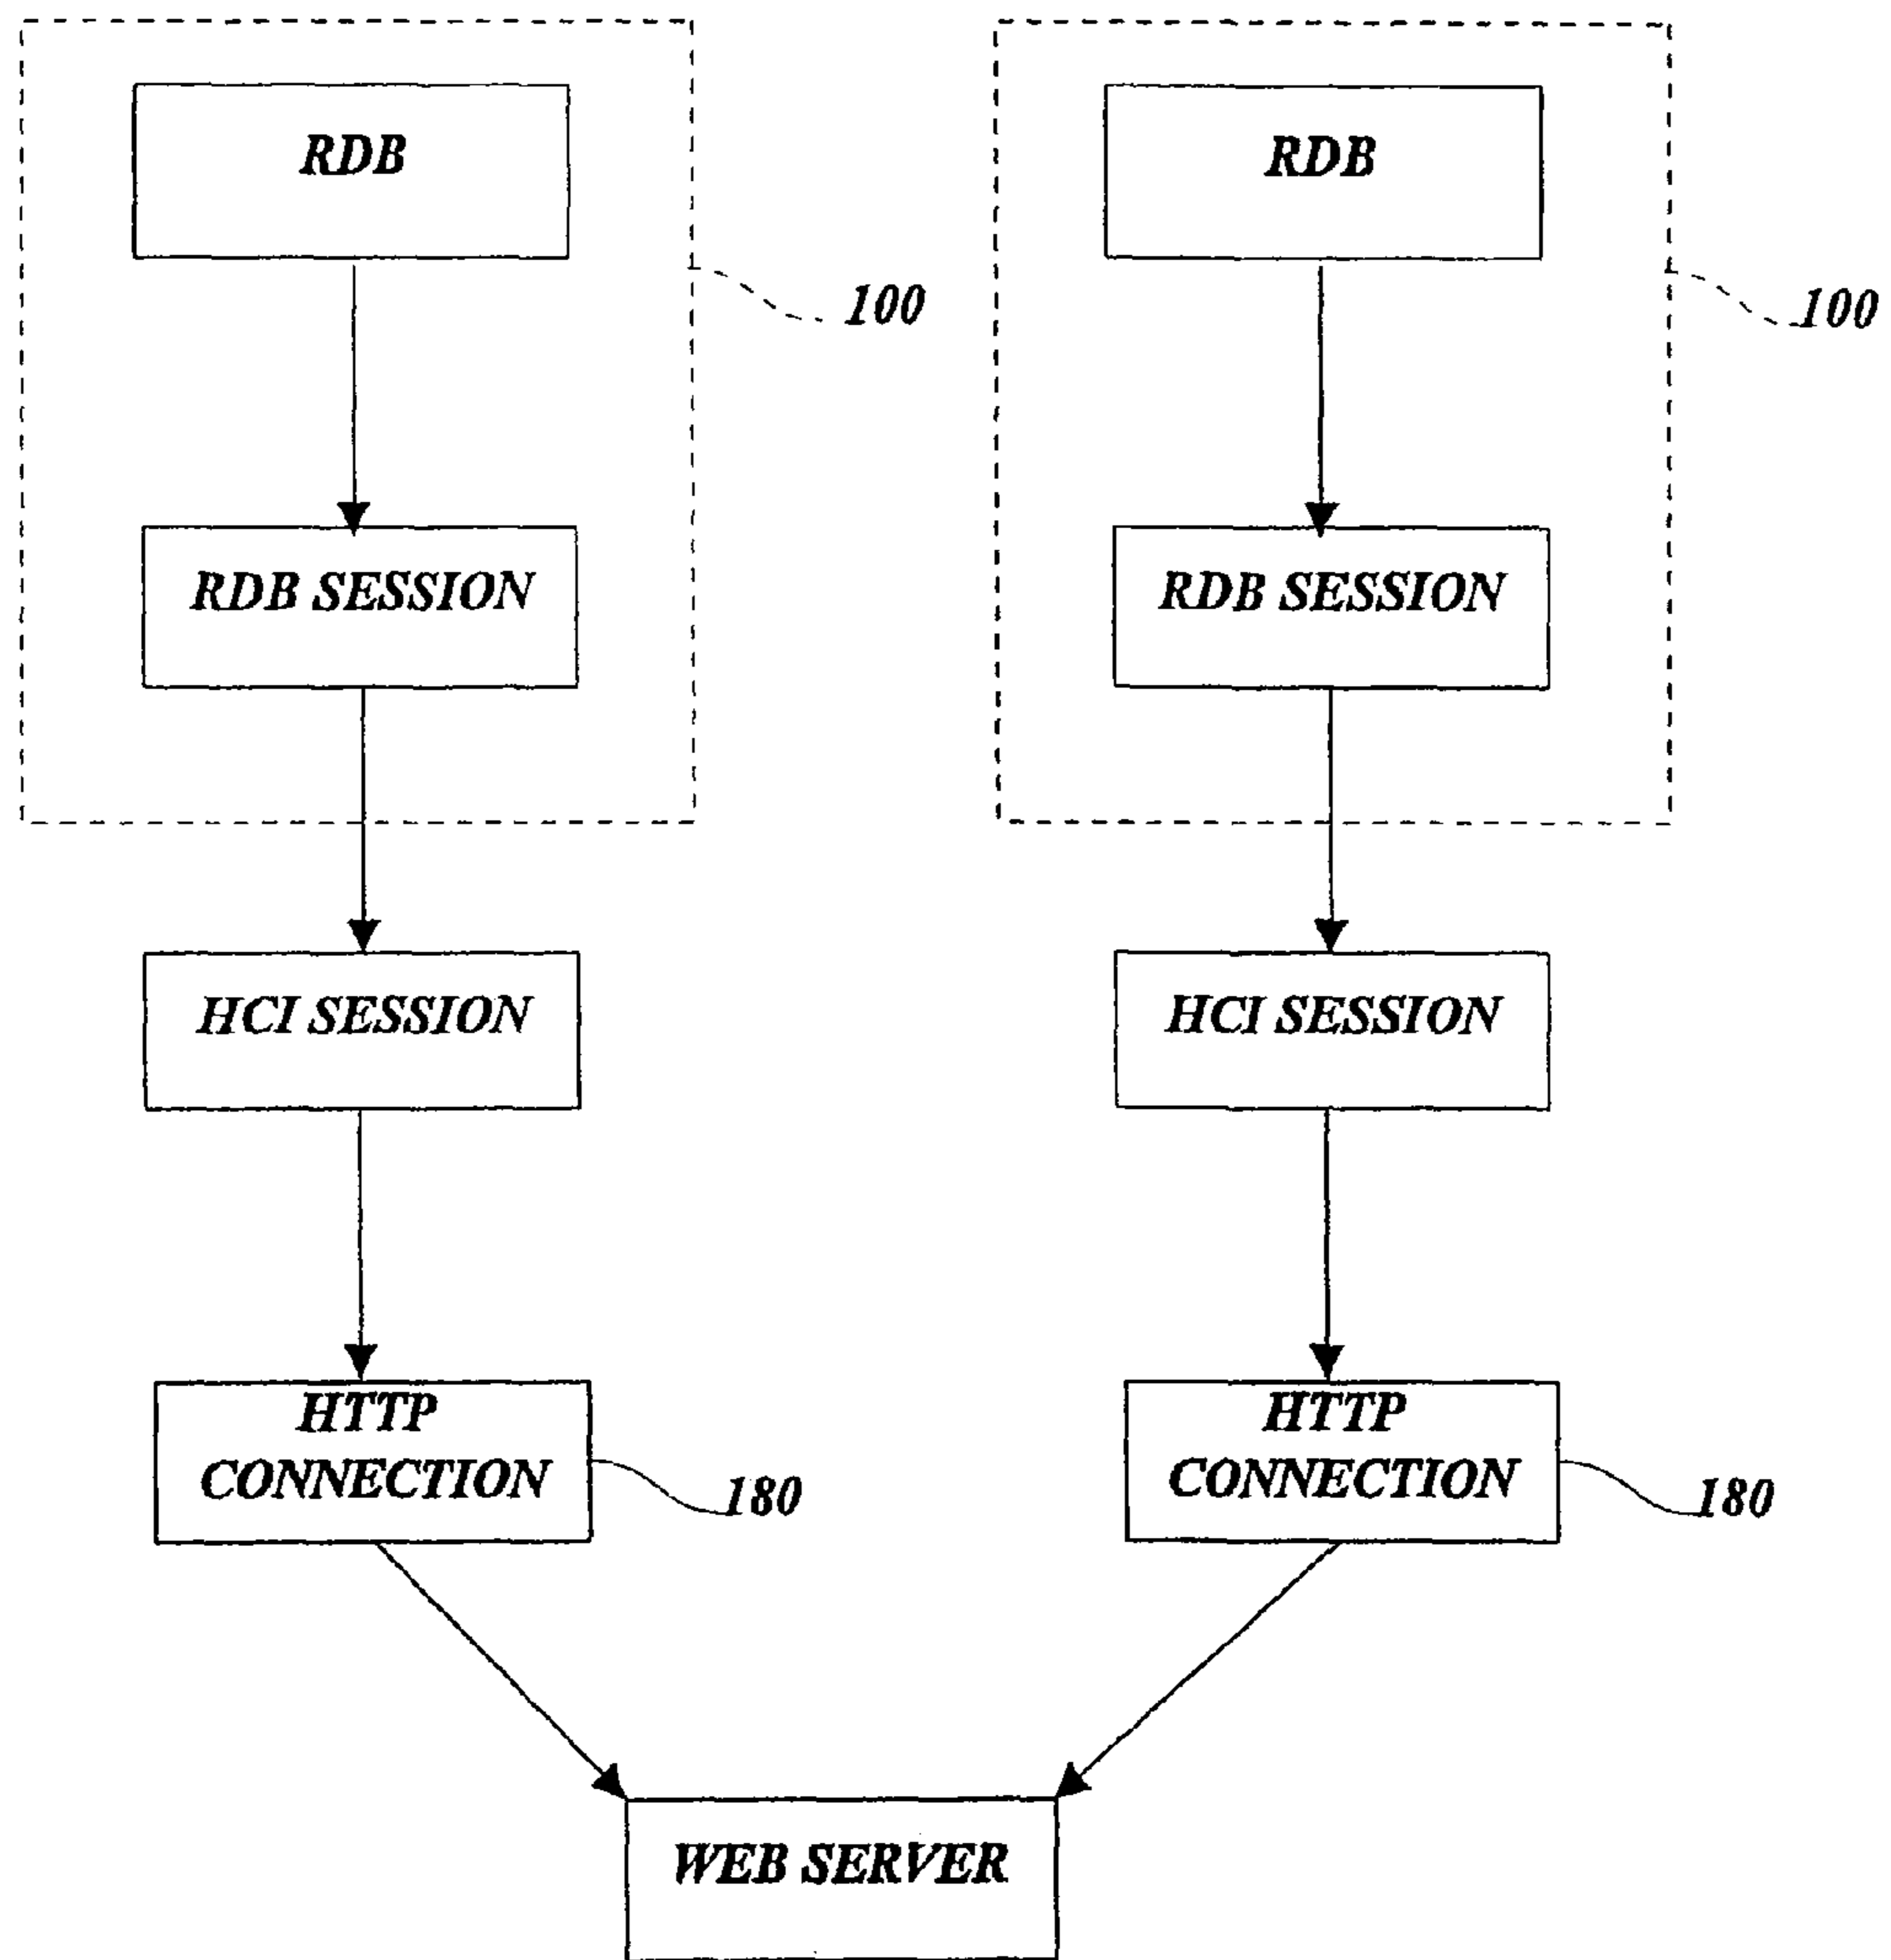 RDB
RDB
100
100
RDB SESSION
RDB SESSION
HCI SESSION
HCI SESSION
HTTP
CONNECTION
HTTP
CONNECTION
180
180
WEB SERVER